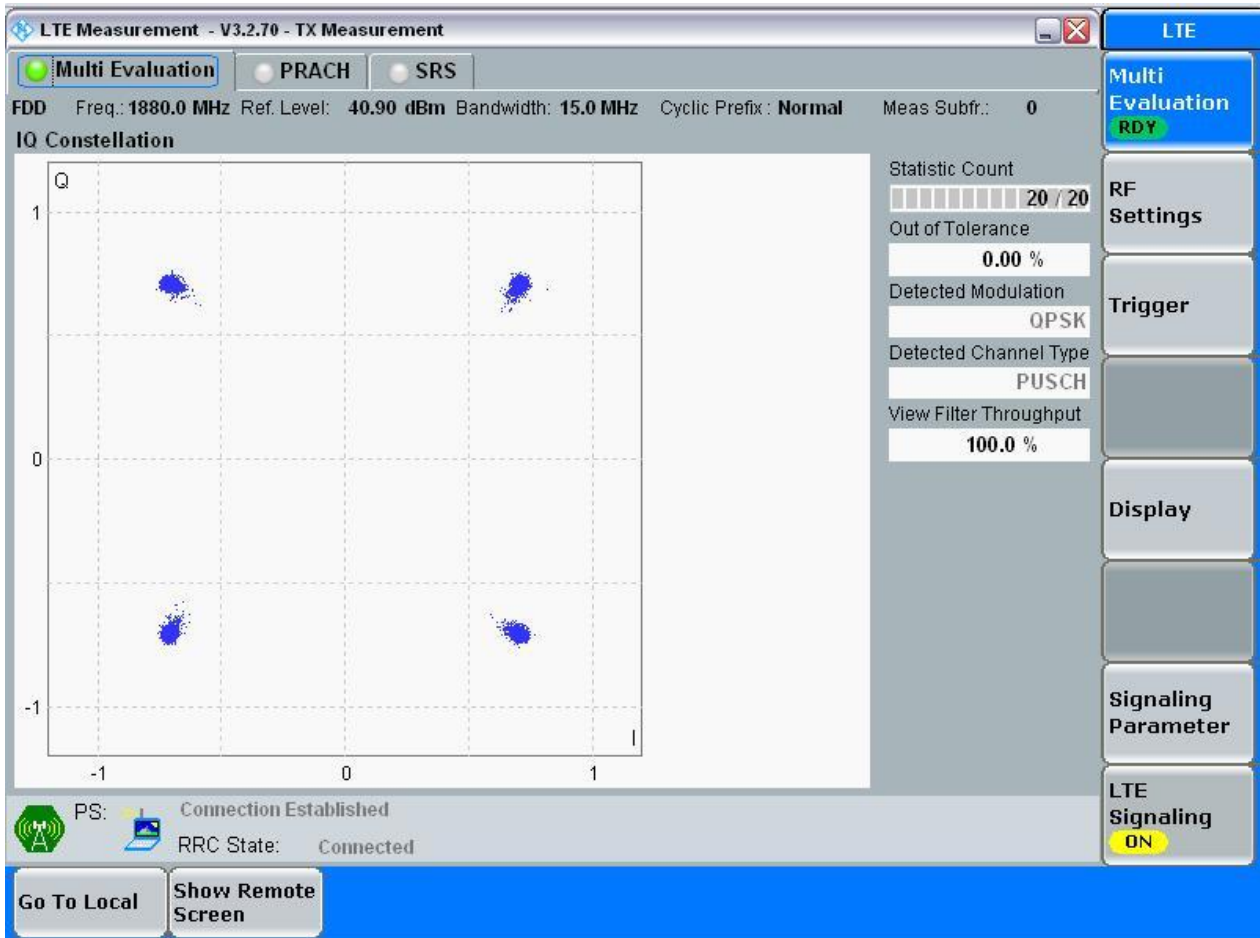 LTE Measurement - V3.2.70 - TX Measurement
Multi Evaluation PRACH SRS
FDD Freq.: 1880.0 MHz Ref. Level: 40.90 dBm Bandwidth: 15.0 MHz Cyclic Prefix : Normal Meas Subfr.: 0
IQ Constellation
Q
1
0
-1
I
-1 0 1
Statistic Count
20 / 20
Out of Tolerance
0.00 %
Detected Modulation
QPSK
Detected Channel Type
PUSCH
View Filter Throughput
100.0 %
PS: Connection Established
RRC State: Connected
LTE
Multi
Evaluation
RDY
RF
Settings
Trigger
Display
Signaling
Parameter
LTE
Signaling
ON
Go To Local
Show Remote
Screen